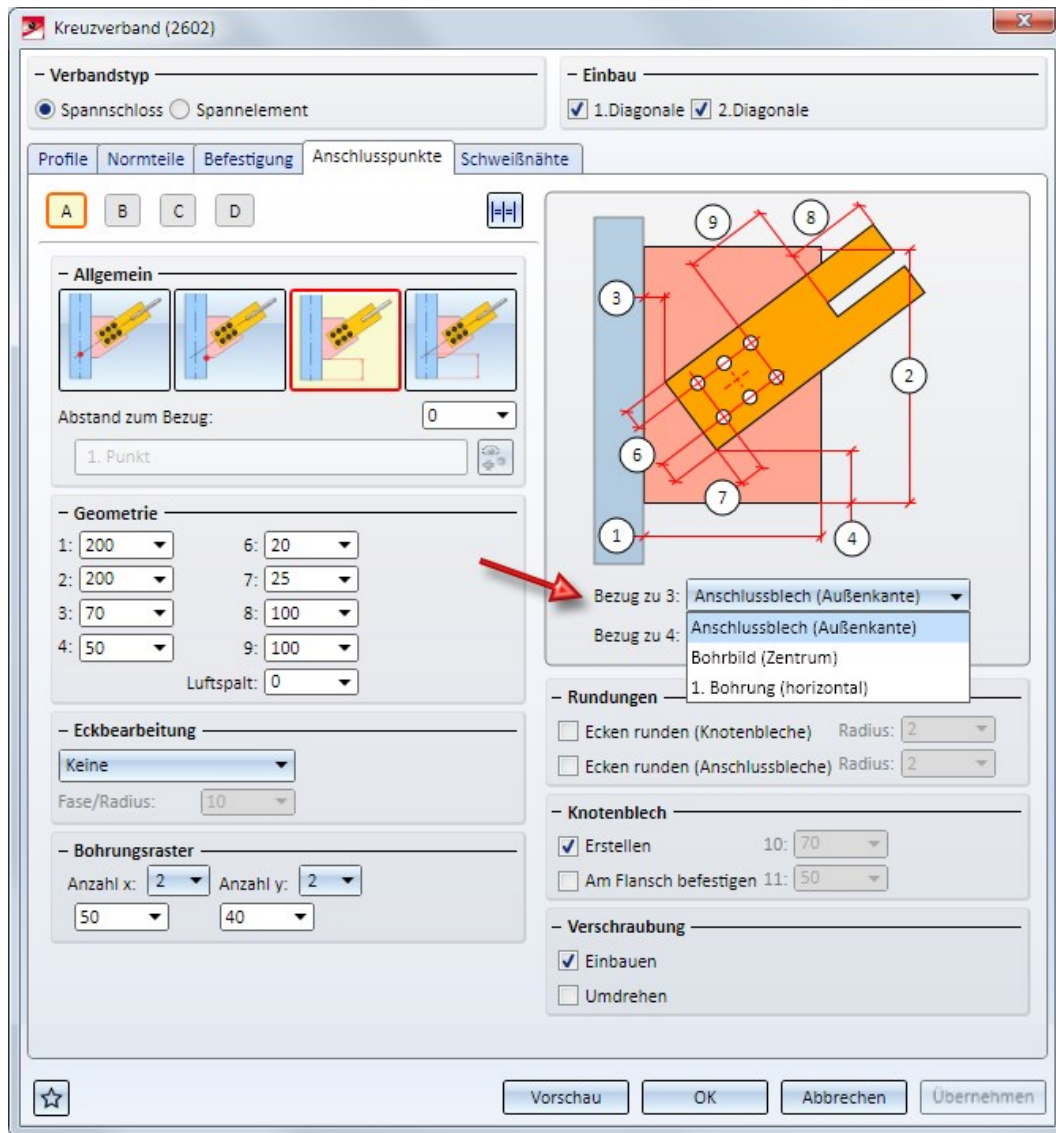 Kreuzverband (2602)
– Verbandstyp
Spannschloss Spannelement
– Einbau
1.Diagonale 2.Diagonale
Profile Normteile Befestigung Anschlusspunkte Schweißnähte
A B C D
– Allgemein
Abstand zum Bezug: 0
1. Punkt
– Geometrie
1: 200 6: 20
2: 200 7: 25
3: 70 8: 100
4: 50 9: 100
Luftspalt: 0
– Eckbearbeitung
Keine
Fase/Radius: 10
– Bohrungsraster
Anzahl x: 2 Anzahl y: 2
50 40
9 8
3
2
6
7
1 4
Bezug zu 3: Anschlussblech (Außenkante)
Bezug zu 4: Anschlussblech (Außenkante)
Bohrbild (Zentrum)
1. Bohrung (horizontal)
– Rundungen
Ecken runden (Knotenbleche) Radius: 2
Ecken runden (Anschlussbleche) Radius: 2
– Knotenblech
Erstellen 10: 70
Am Flansch befestigen 11: 50
– Verschraubung
Einbauen
Umdrehen
Vorschau OK Abbrechen Übernehmen